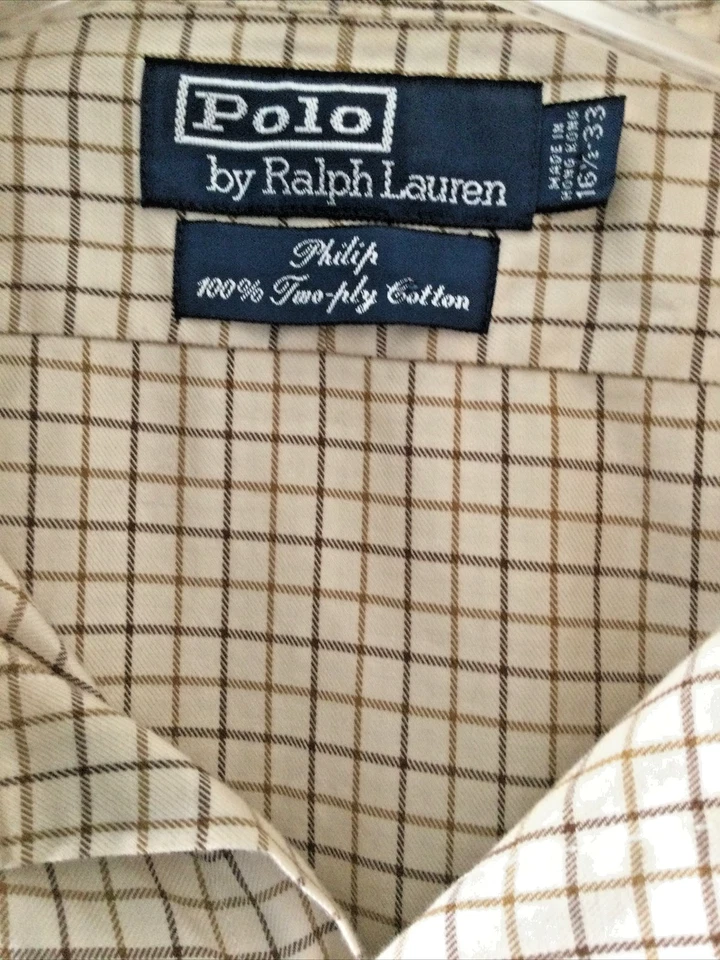 Polo
by Ralph Lauren
MADE IN
HONG KONG
16½-33
Philip
100% Two-ply Cotton